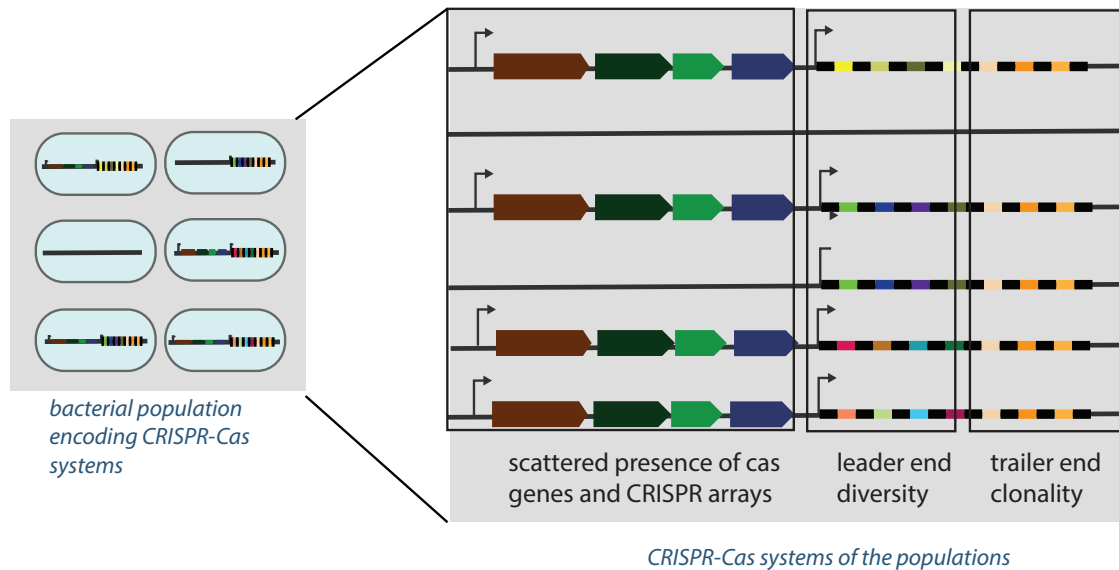 bacterial population
encoding CRISPR-Cas
systems
scattered presence of cas
genes and CRISPR arrays
leader end
diversity
trailer end
clonality
CRISPR-Cas systems of the populations